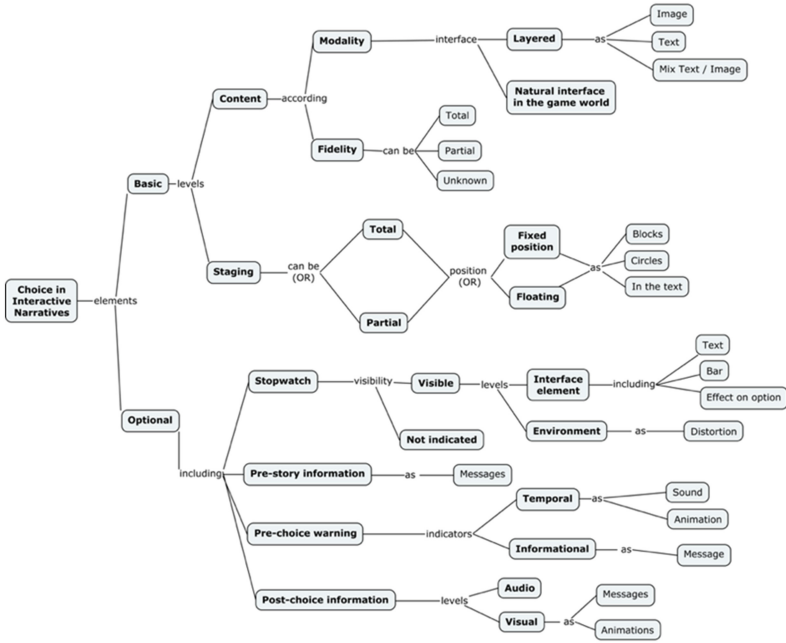 Choice in
Interactive
Narratives
elements
Basic
levels
Content
according
Modality
interface
Layered
as
Image
Text
Mix Text / Image
Natural interface
in the game world
Fidelity
can be
Total
Partial
Unknown
Staging
can be
(OR)
Total
Partial
position
(OR)
Fixed
position
Floating
as
Blocks
Circles
In the text
Optional
including
Stopwatch
visibility
Visible
levels
Interface
element
including
Text
Bar
Effect on option
Environment
as
Distortion
Not indicated
Pre-story information
as
Messages
Pre-choice warning
indicators
Temporal
as
Sound
Animation
Informational
as
Message
Post-choice information
levels
Audio
Visual
as
Messages
Animations